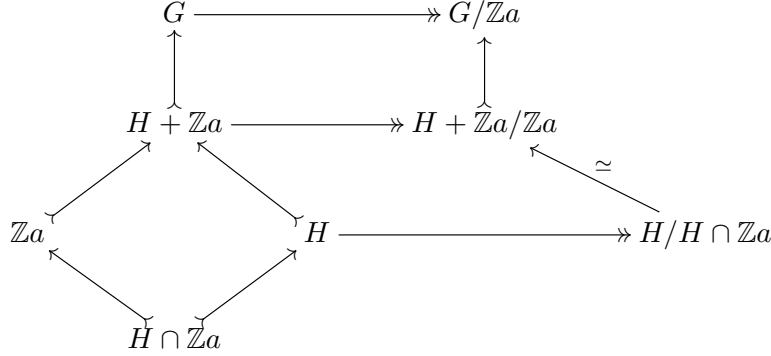 G G/ℤa
H + ℤa H + ℤa/ℤa
≃
ℤa H H/H ∩ ℤa
H ∩ ℤa